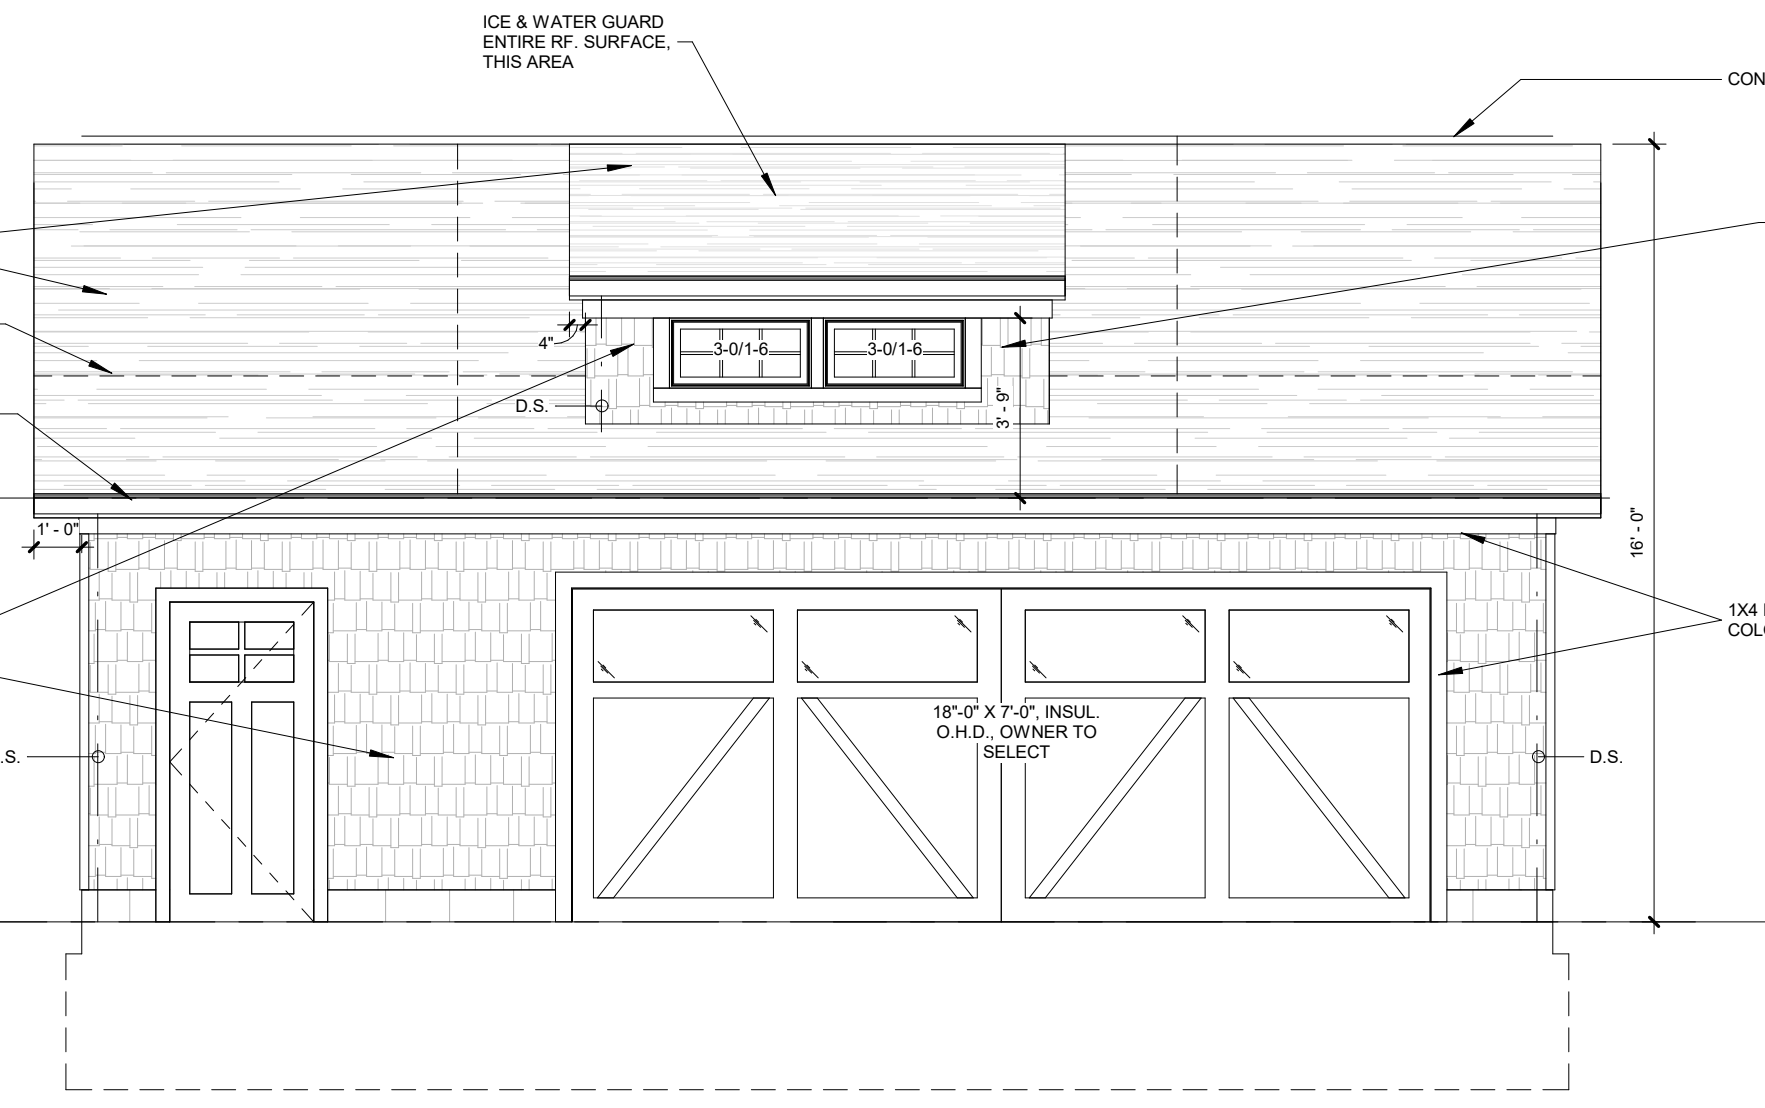 ICE & WATER GUARD
ENTIRE RF. SURFACE,
THIS AREA
CON
4"
3-0/1-6
3-0/1-6
D.S.
3' - 9"
1' - 0"
16' - 0"
1X4
COL
18"-0" X 7'-0", INSUL.
O.H.D., OWNER TO
SELECT
.S.
D.S.